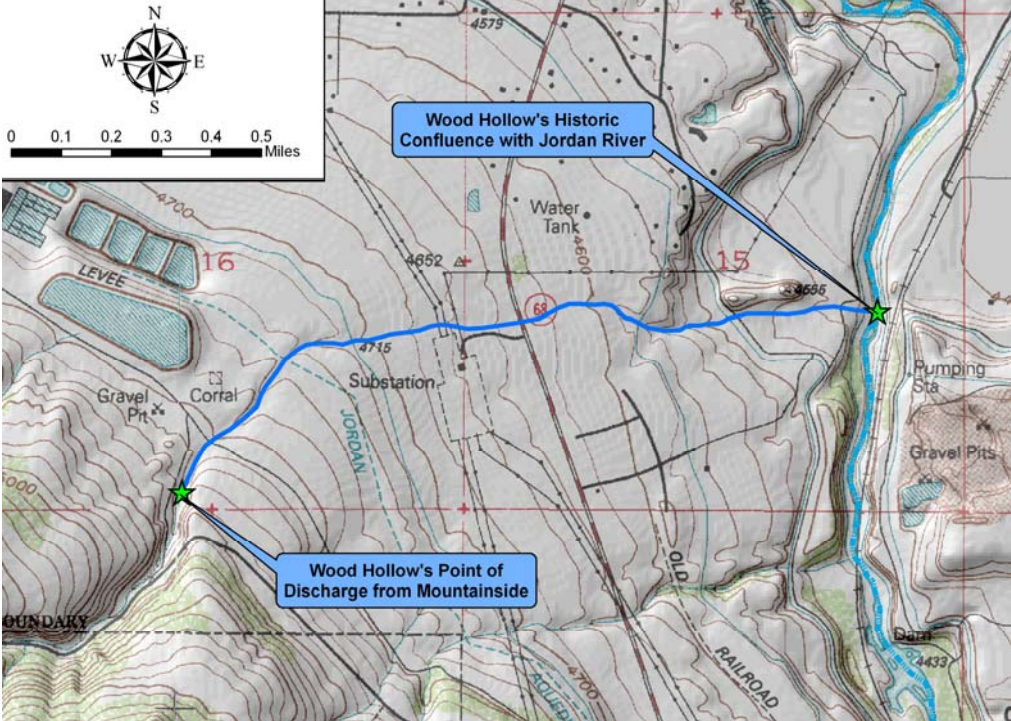 N
W E
S
0 0.1 0.2 0.3 0.4 0.5
Miles
4579
Wood Hollow's Historic
Confluence with Jordan River
4700
Water
Tank
4600
16
15
4652
LEVEE
68
4715
Substation
Gravel
Pit
Corral
JORDAN
Pumping
Sta
Gravel Pits
Wood Hollow's Point of
Discharge from Mountainside
OLD
RAILROAD
OUNDARY
Dam
4433
4700